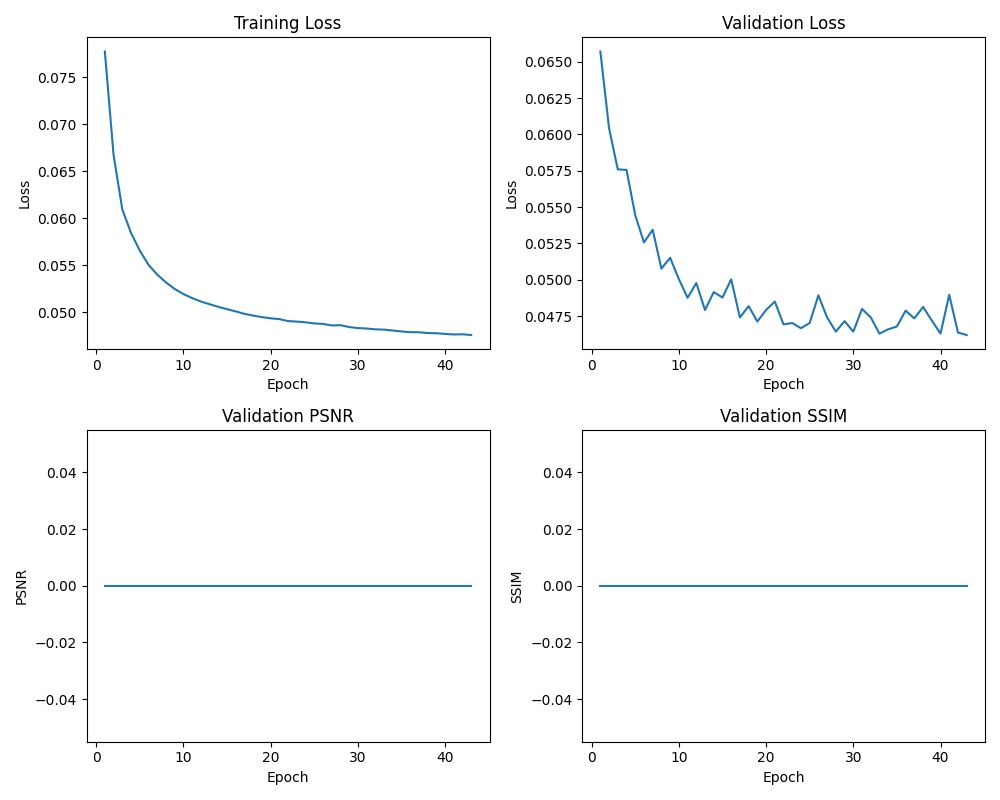 Training Loss
Validation Loss
0.075
0.070
0.065
0.060
0.055
0.050
Loss
0 10 20 30 40
Epoch
0.0650
0.0625
0.0600
0.0575
0.0550
0.0525
0.0500
0.0475
Loss
0 10 20 30 40
Epoch
Validation PSNR
Validation SSIM
0.04
0.02
0.00
−0.02
−0.04
PSNR
0 10 20 30 40
Epoch
0.04
0.02
0.00
−0.02
−0.04
SSIM
0 10 20 30 40
Epoch